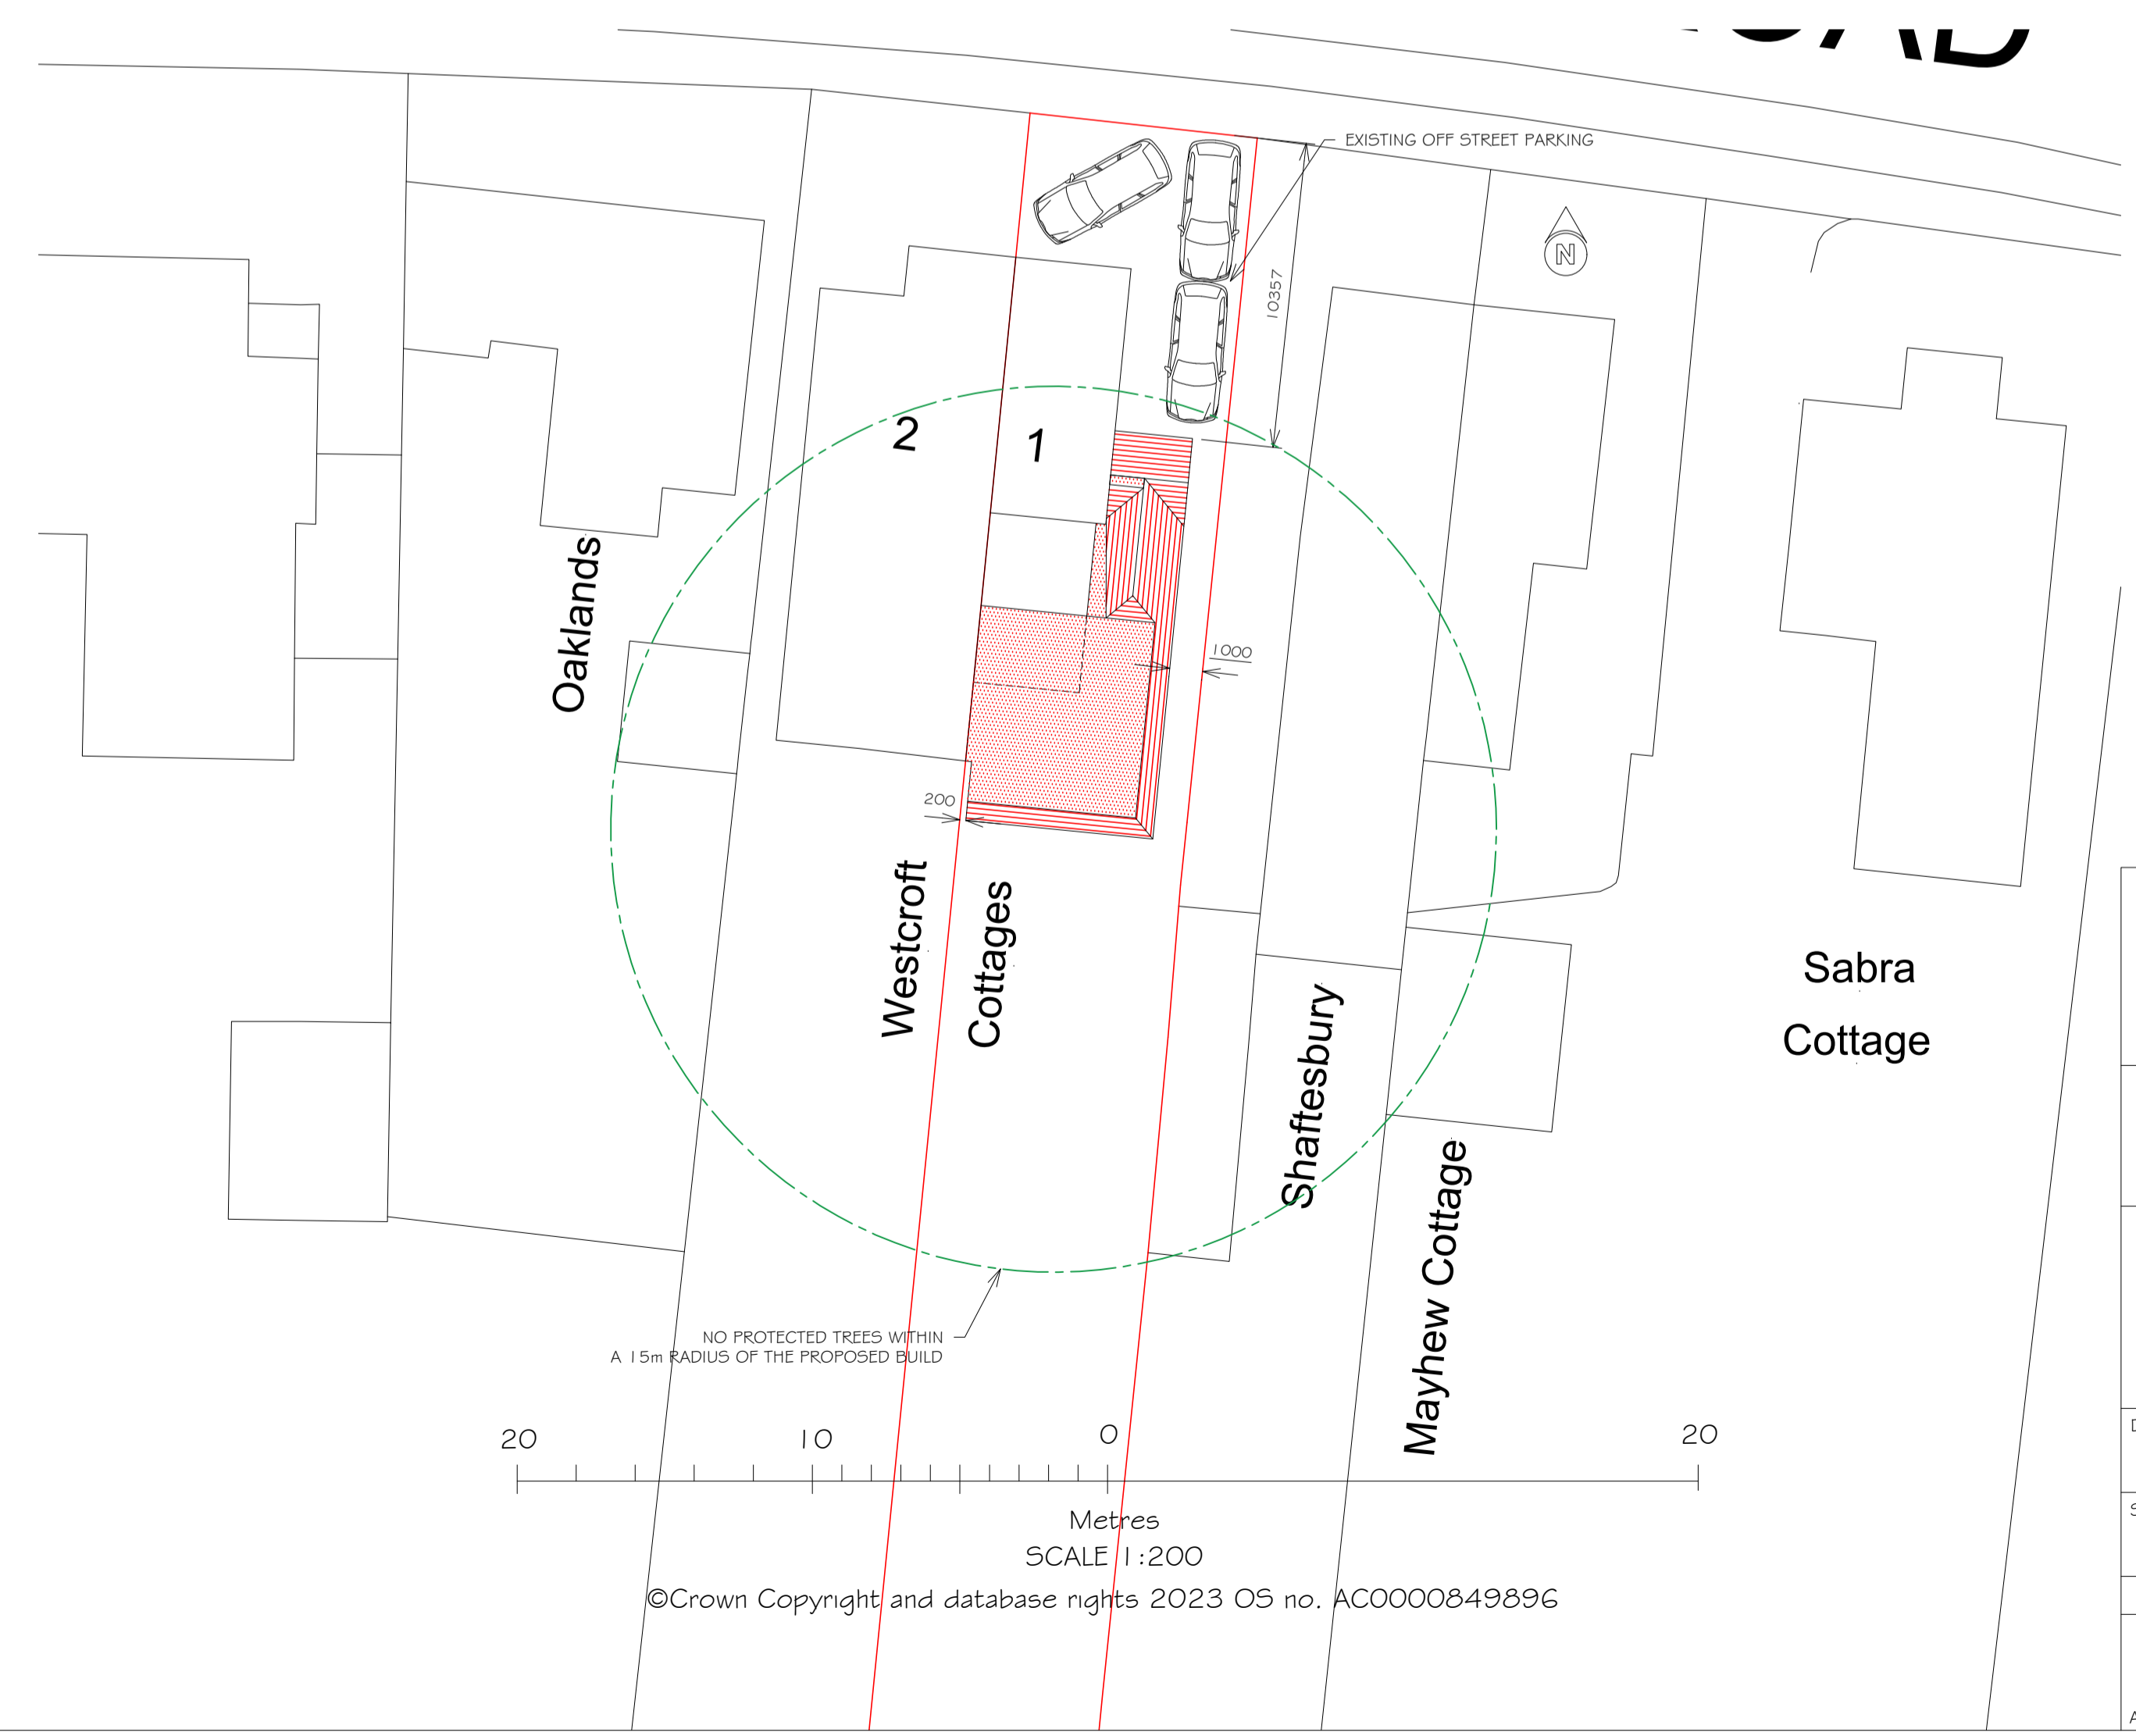 EXISTING OFF STREET PARKING
N
10357
2
1
Oaklands
1000
200
Westcroft
Cottages
Sabra
Cottage
Shaftesbury
Mayhew Cottage
NO PROTECTED TREES WITHIN
A 15m RADIUS OF THE PROPOSED BUILD
20 10 0 20
Metres
SCALE 1:200
©Crown Copyright and database rights 2023 OS no. AC0000849896